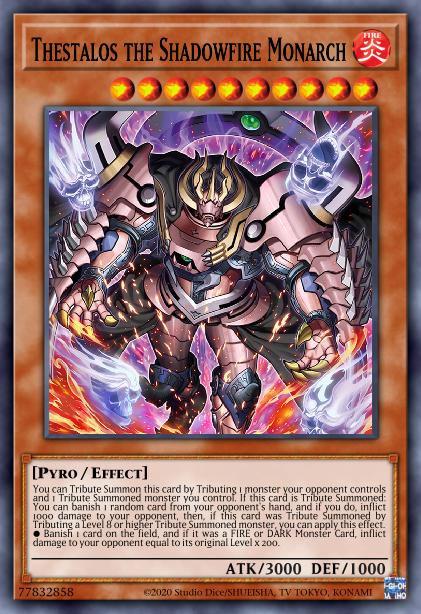 Thestalos the Shadowfire Monarch
FIRE
炎
[Pyro / Effect]
You can Tribute Summon this card by Tributing 1 monster your opponent controls
and 1 Tribute Summoned monster you control. If this card is Tribute Summoned:
You can banish 1 random card from your opponent's hand, and if you do, inflict
1000 damage to your opponent, then, if this card was Tribute Summoned by
Tributing a Level 8 or higher Tribute Summoned monster, you can apply this effect.
● Banish 1 card on the field, and if it was a FIRE or DARK Monster Card, inflict
damage to your opponent equal to its original Level x 200.
ATK/3000 DEF/1000
77832858
©2020 Studio Dice/SHUEISHA, TV TOKYO, KONAMI